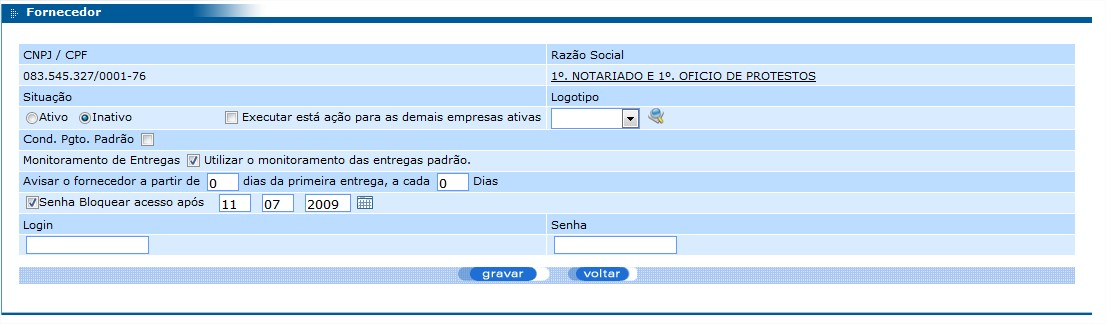 Fornecedor
CNPJ / CPF
Razão Social
083.545.327/0001-76
1º. NOTARIADO E 1º. OFICIO DE PROTESTOS
Situação
Logotipo
Ativo Inativo Executar está ação para as demais empresas ativas
Cond. Pgto. Padrão
Monitoramento de Entregas Utilizar o monitoramento das entregas padrão.
Avisar o fornecedor a partir de 0 dias da primeira entrega, a cada 0 Dias
Senha Bloquear acesso após 11 07 2009
Login
Senha
gravar voltar